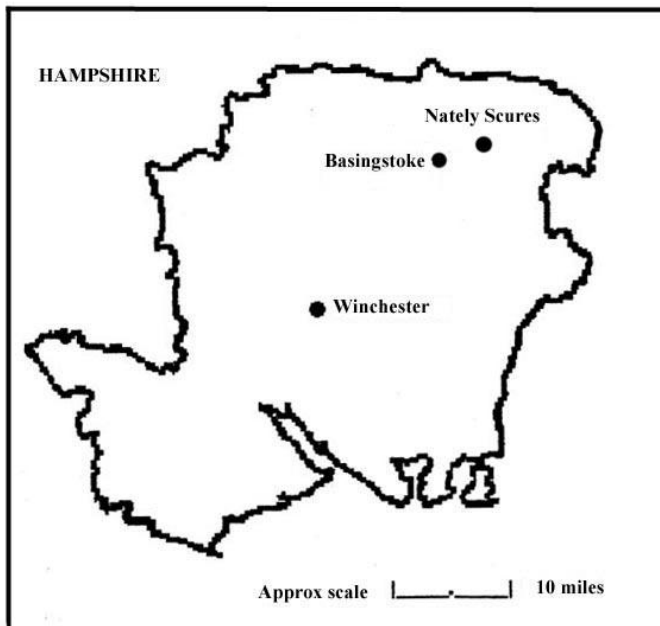 HAMPSHIRE
Nately Scures
Basingstoke
Winchester
Approx scale
10 miles